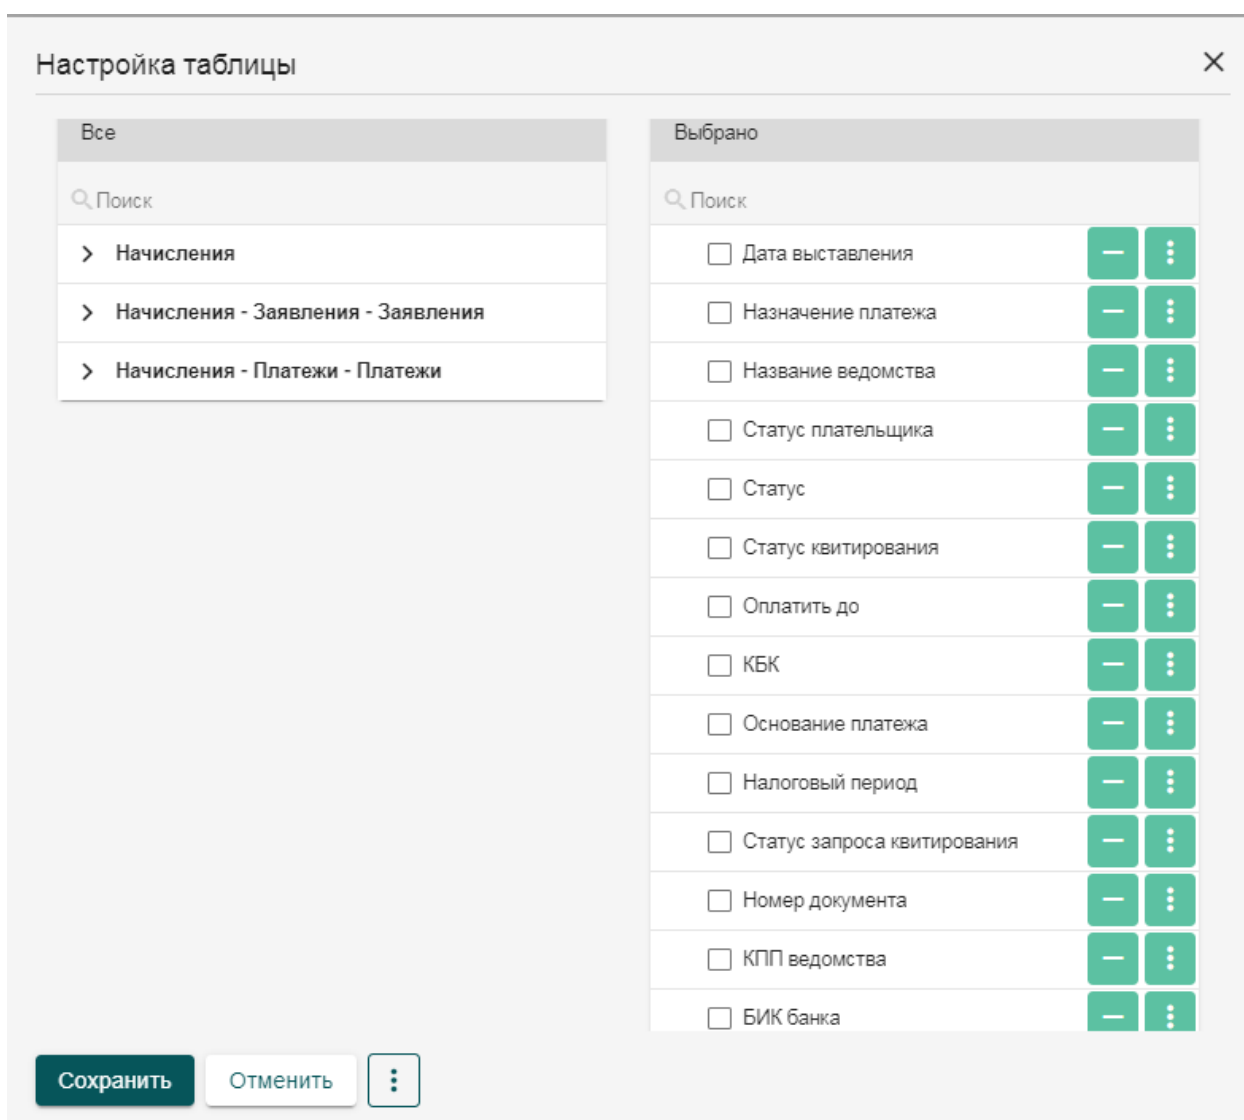 Настройка таблицы
Все
Поиск
Начисления
Начисления - Заявления - Заявления
Начисления - Платежи - Платежи
Выбрано
Поиск
Дата выставления
Назначение платежа
Название ведомства
Статус плательщика
Статус
Статус квитирования
Оплатить до
КБК
Основание платежа
Налоговый период
Статус запроса квитирования
Номер документа
КПП ведомства
БИК банка
Сохранить
Отменить